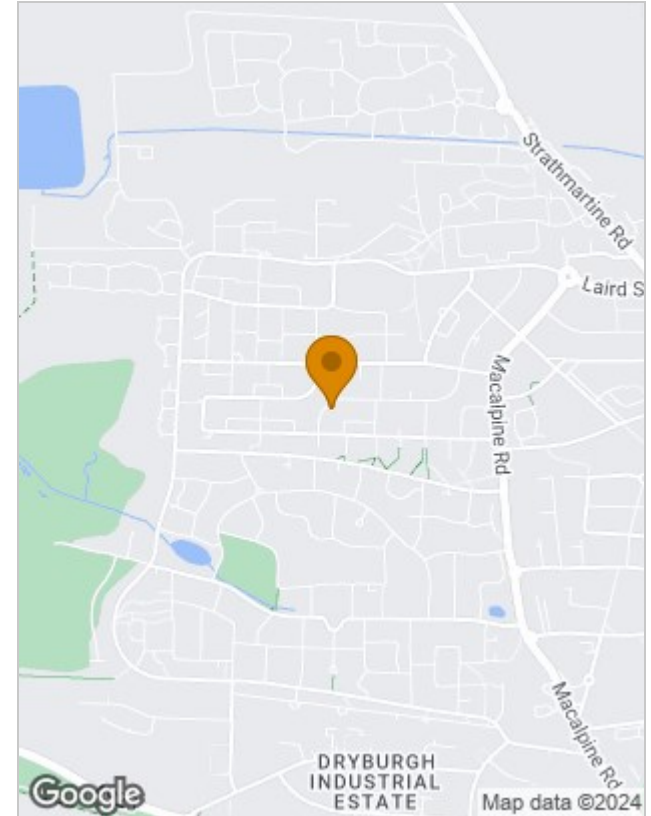 Strathmartine Rd
Laird S
Macalpine Rd
Macalpine Rd
DRYBURGH
INDUSTRIAL
ESTATE
Google
Map data ©2024